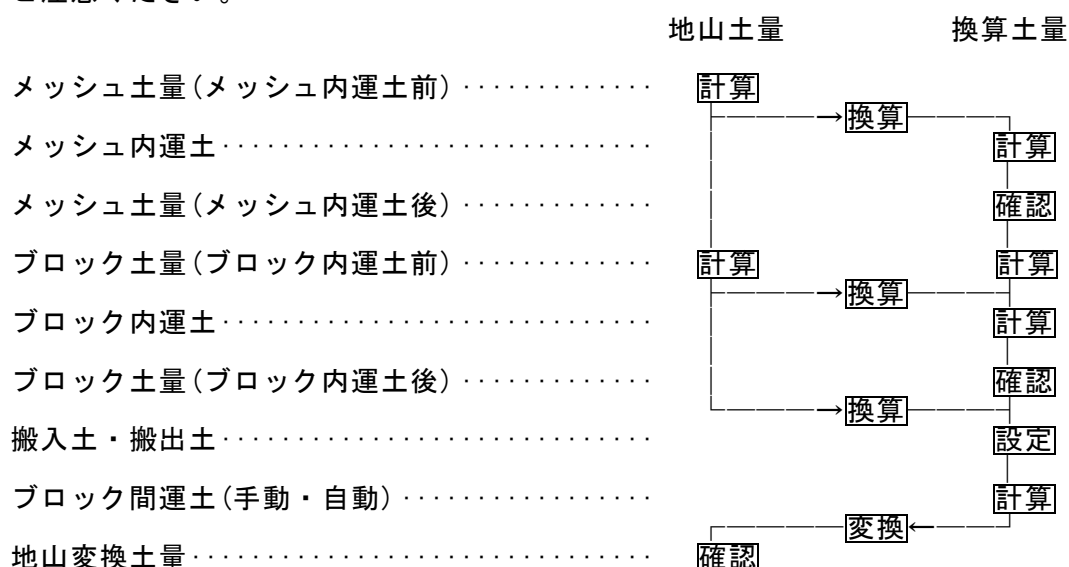 地山土量 換算土量
メッシュ土量(メッシュ内運土前)・・・・・・・・・・・・・ 計算
→換算
メッシュ内運土・・・・・・・・・・・・・・・・・・・・・・・・・・・・・ 計算
メッシュ土量(メッシュ内運土後)・・・・・・・・・・・・・ 確認
ブロック土量(ブロック内運土前)・・・・・・・・・・・・・ 計算 計算
→換算
ブロック内運土・・・・・・・・・・・・・・・・・・・・・・・・・・・・・ 計算
ブロック土量(ブロック内運土後)・・・・・・・・・・・・・ 確認
→換算
搬入土・搬出土・・・・・・・・・・・・・・・・・・・・・・・・・・・・・ 設定
ブロック間運土(手動・自動)・・・・・・・・・・・・・・・・・ 計算
変換←
地山変換土量・・・・・・・・・・・・・・・・・・・・・・・・・・・・・・・ 確認